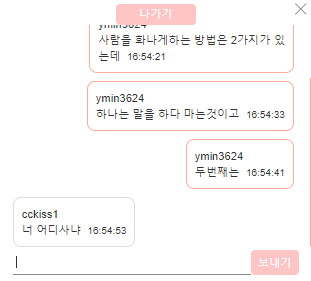 나가기
ymin3624
사람을 화나게하는 방법은 2가지가 있
는데 16:54:21
ymin3624
하나는 말을 하다 마는것이고 16:54:33
ymin3624
두번째는 16:54:41
cckiss1
너 어디사냐 16:54:53
보내기